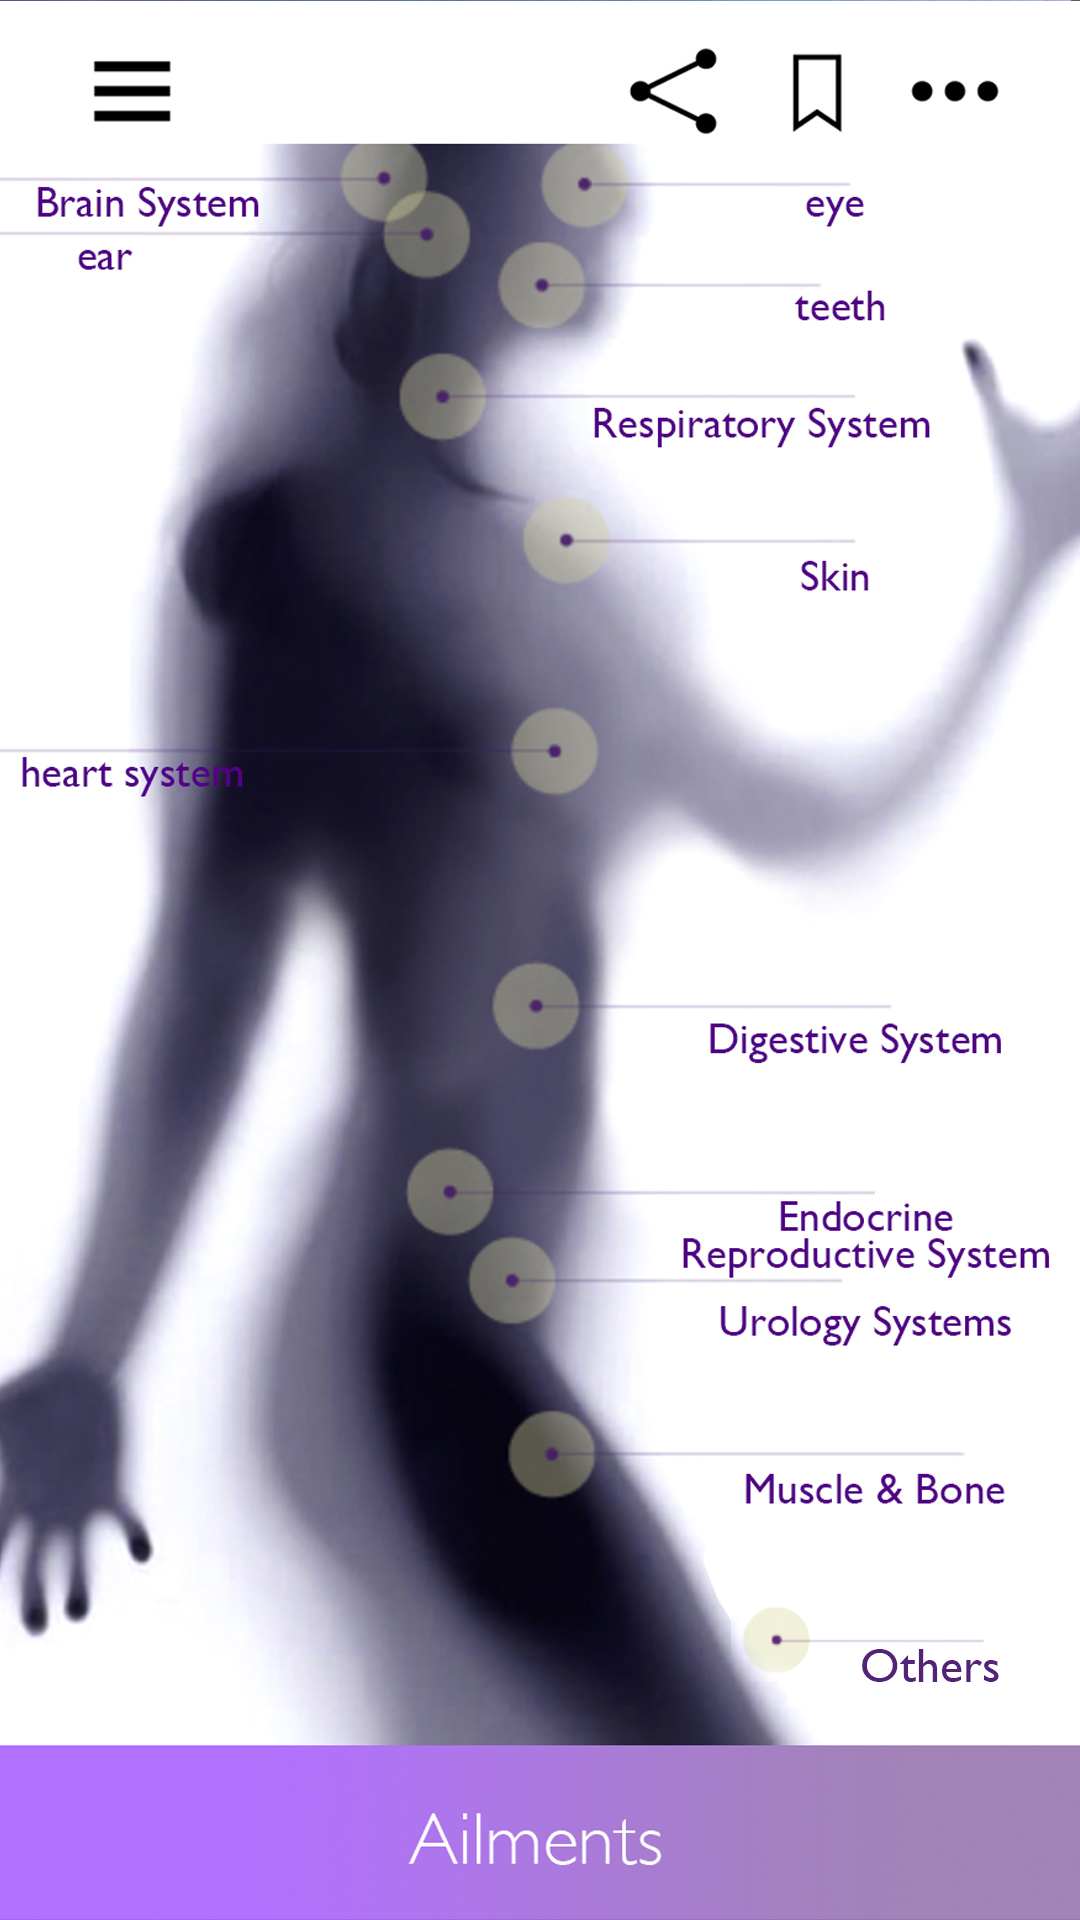 Brain System
eye
ear
teeth
Respiratory System
Skin
heart system
Digestive System
Endocrine
Reproductive System
Urology Systems
Muscle & Bone
Others
Ailments